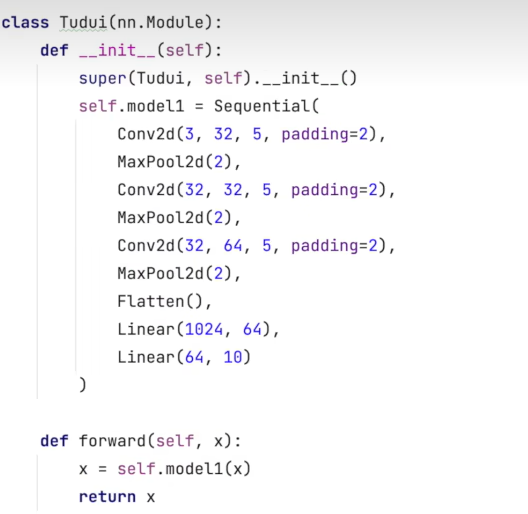 class Tudui(nn.Module):
    def __init__(self):
        super(Tudui, self).__init__()
        self.model1 = Sequential(
            Conv2d(3, 32, 5, padding=2),
            MaxPool2d(2),
            Conv2d(32, 32, 5, padding=2),
            MaxPool2d(2),
            Conv2d(32, 64, 5, padding=2),
            MaxPool2d(2),
            Flatten(),
            Linear(1024, 64),
            Linear(64, 10)
        )
    def forward(self, x):
        x = self.model1(x)
        return x